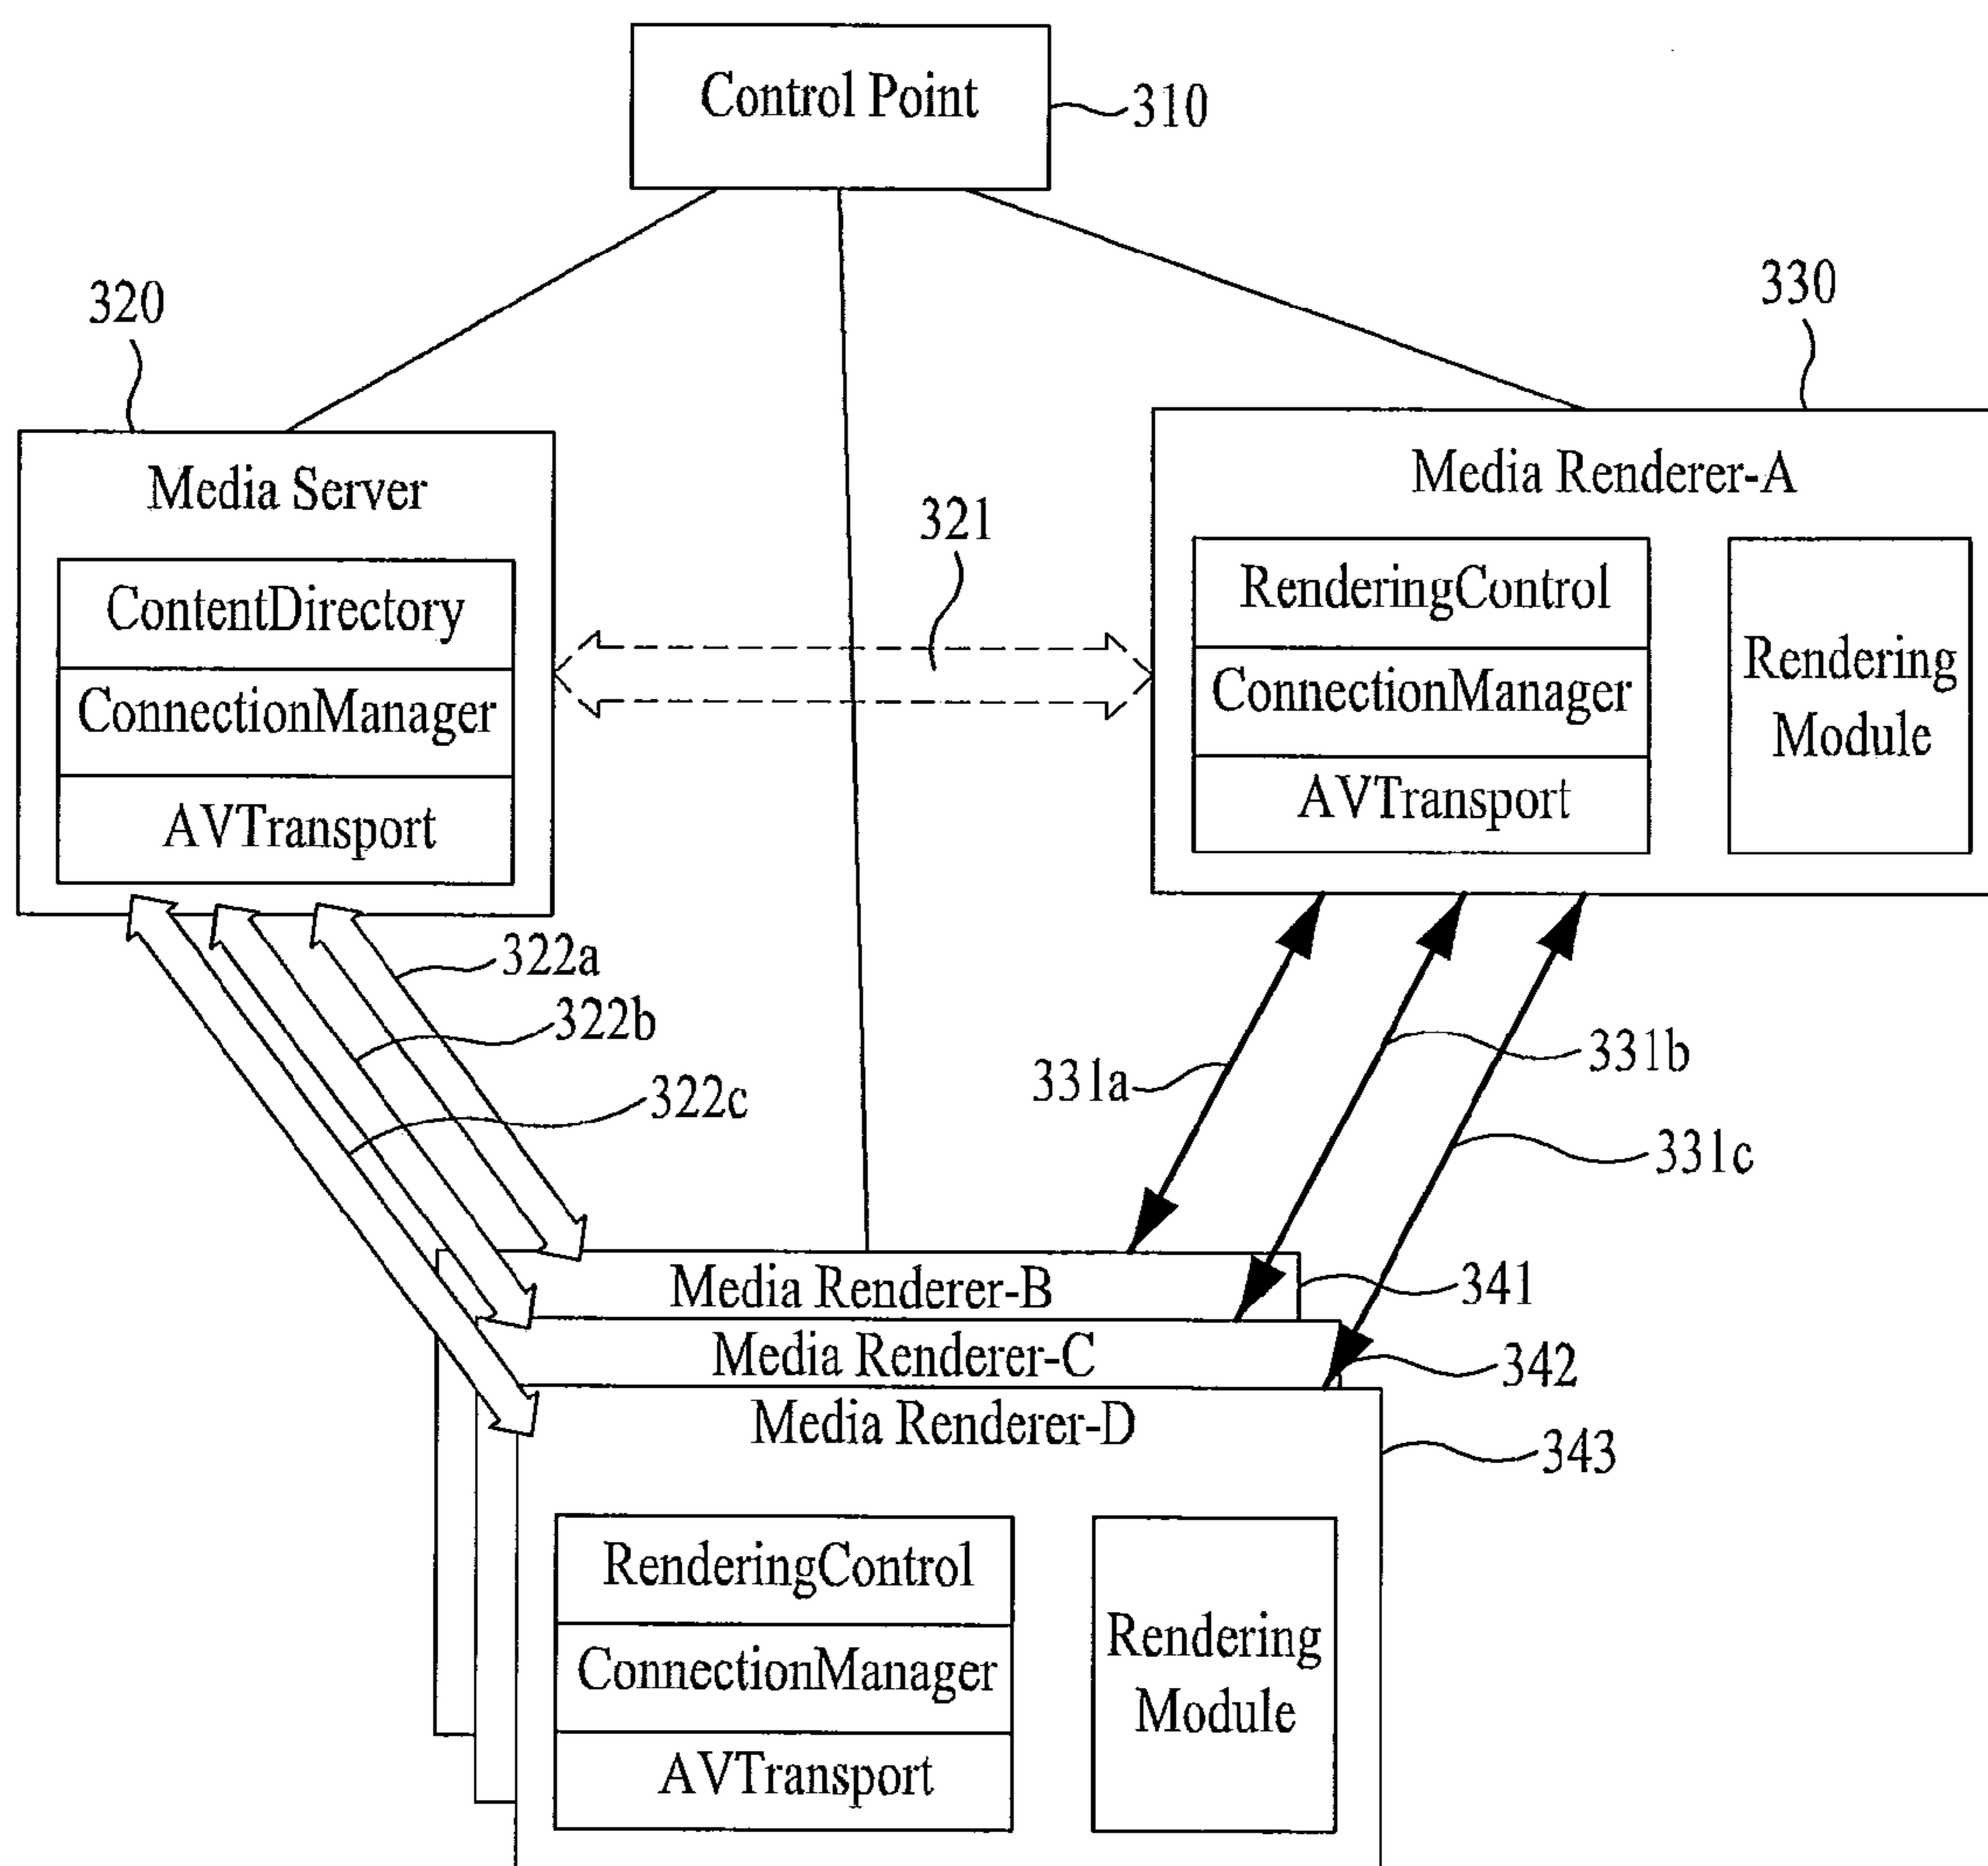 Control Point
310
320
330
Media Server
ContentDirectory
ConnectionManager
AVTransport
321
Media Renderer-A
RenderingControl
ConnectionManager
AVTransport
Rendering
Module
322a
322b
322c
331a
331b
331c
Media Renderer-B
341
Media Renderer-C
342
Media Renderer-D
343
RenderingControl
ConnectionManager
AVTransport
Rendering
Module